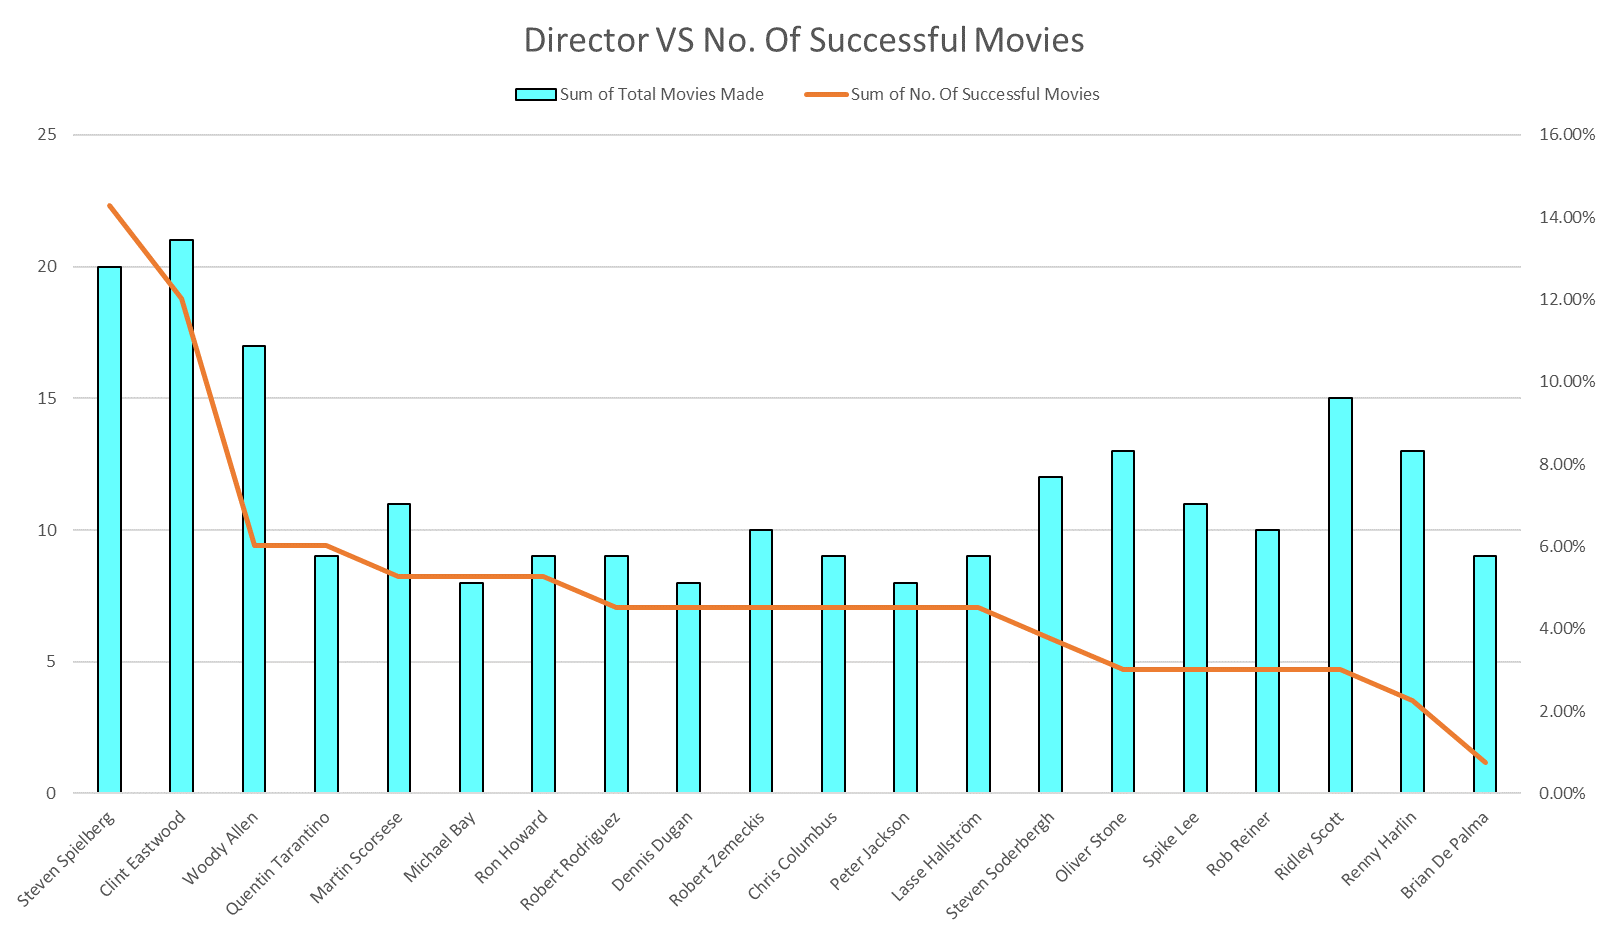 Director VS No. Of Successful Movies
Sum of Total Movies Made
Sum of No. Of Successful Movies
25
20
15
10
5
0
16.00%
14.00%
12.00%
10.00%
8.00%
6.00%
4.00%
2.00%
0.00%
Steven Spielberg
Clint Eastwood
Woody Allen
Quentin Tarantino
Martin Scorsese
Michael Bay
Ron Howard
Robert Rodriguez
Dennis Dugan
Robert Zemeckis
Chris Columbus
Peter Jackson
Lasse Hallström
Steven Soderbergh
Oliver Stone
Spike Lee
Rob Reiner
Ridley Scott
Renny Harlin
Brian De Palma